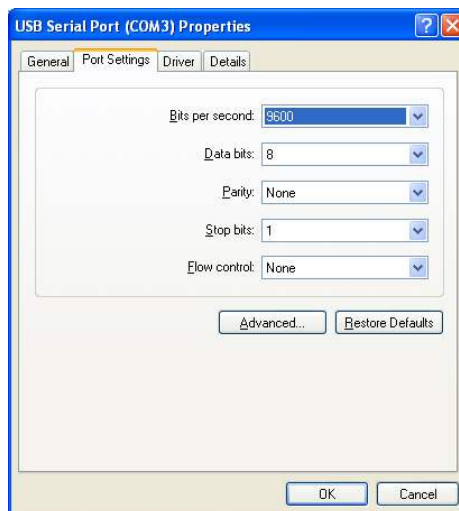 USB Serial Port (COM3) Properties
General Port Settings Driver Details
Bits per second: 9600
Data bits: 8
Parity: None
Stop bits: 1
Flow control: None
Advanced... Restore Defaults
OK Cancel